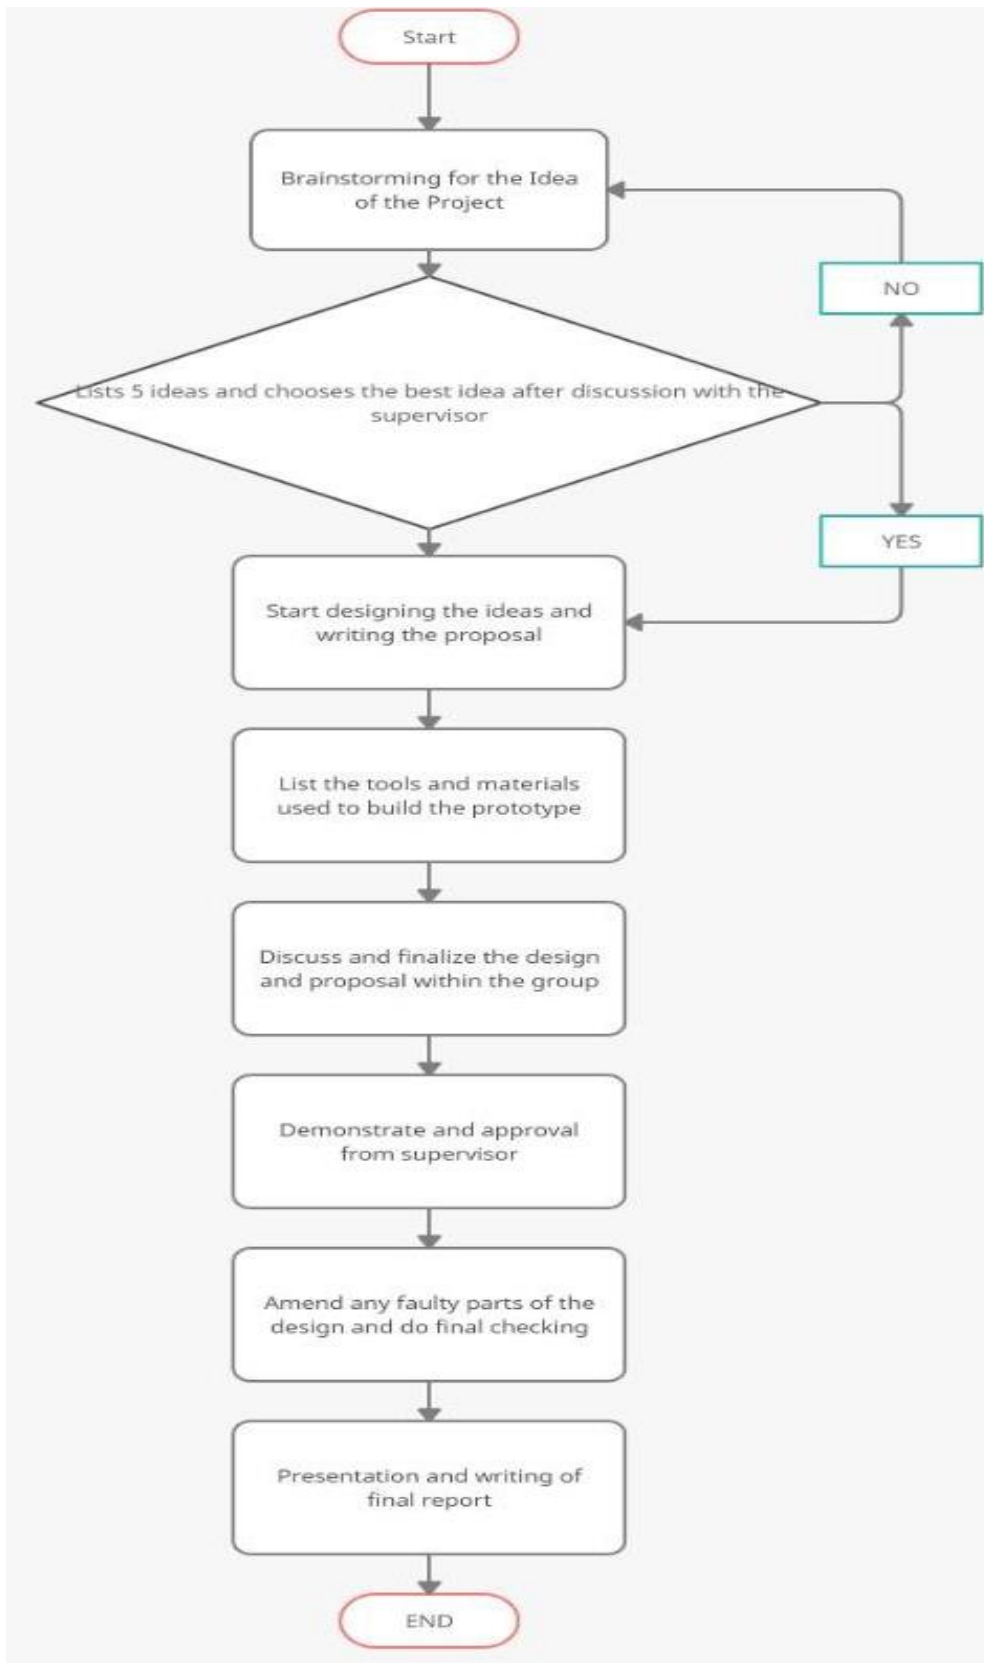 Start
Brainstorming for the Idea
of the Project
NO
Lists 5 ideas and chooses the best idea after discussion with the
supervisor
YES
Start designing the ideas and
writing the proposal
List the tools and materials
used to build the prototype
Discuss and finalize the design
and proposal within the group
Demonstrate and approval
from supervisor
Amend any faulty parts of the
design and do final checking
Presentation and writing of
final report
END